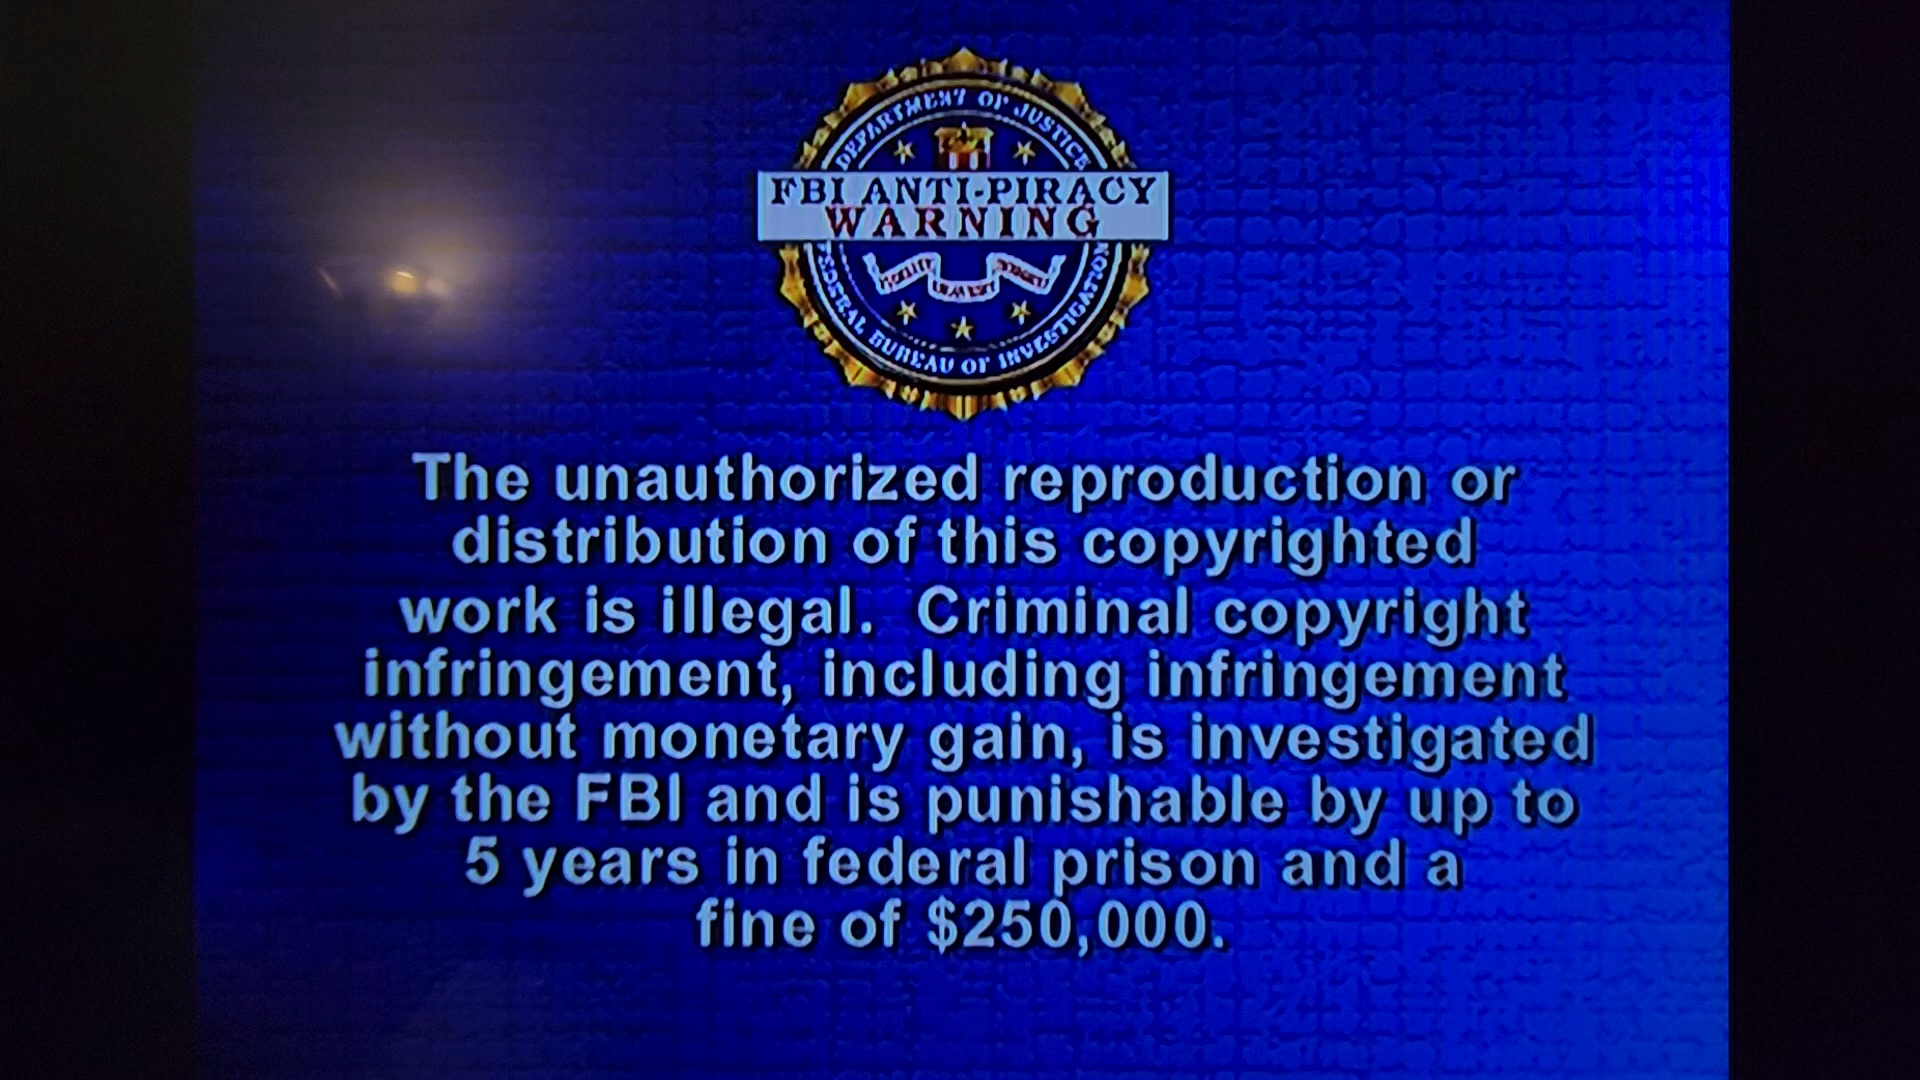 DEPARTMENT OF JUSTICE
FBI ANTI-PIRACY
WARNING
FEDERAL BUREAU OF INVESTIGATION
The unauthorized reproduction or
distribution of this copyrighted
work is illegal.  Criminal copyright
infringement, including infringement
without monetary gain, is investigated
by the FBI and is punishable by up to
5 years in federal prison and a
fine of $250,000.